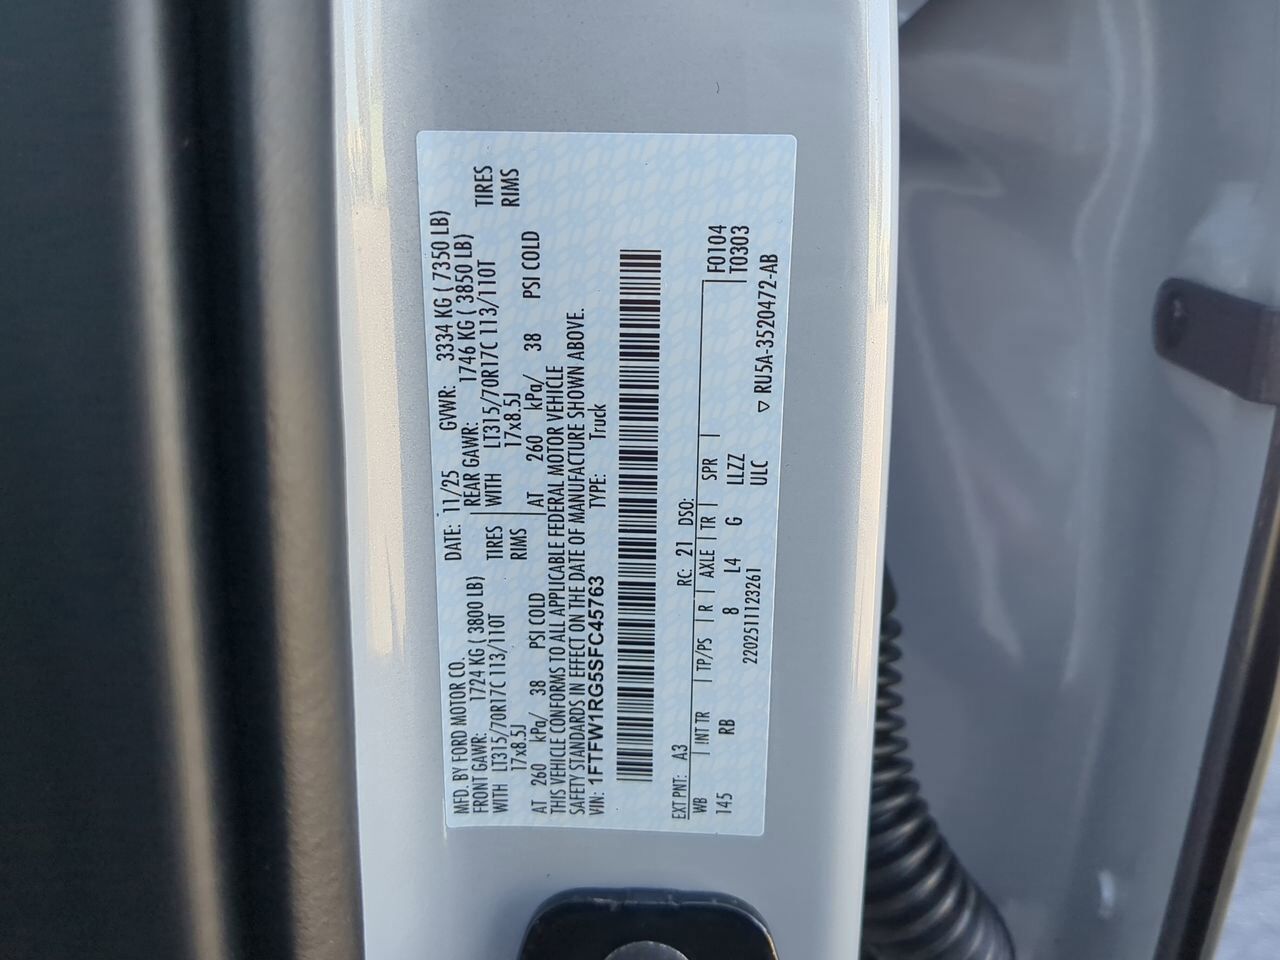 MFD. BY FORD MOTOR CO. DATE: 11/25 GVWR: 3334 KG ( 7350 LB)
FRONT GAWR: 1724 KG ( 3800 LB) REAR GAWR: 1746 KG ( 3850 LB)
WITH LT315/70R17C 113/110T TIRES WITH LT315/70R17C 113/110T TIRES
17x8.5J RIMS 17x8.5J RIMS
AT 260 kPa/ 38 PSI COLD AT 260 kPa/ 38 PSI COLD
THIS VEHICLE CONFORMS TO ALL APPLICABLE FEDERAL MOTOR VEHICLE
SAFETY STANDARDS IN EFFECT ON THE DATE OF MANUFACTURE SHOWN ABOVE.
VIN: 1FTFW1RG5SFC45763 TYPE: Truck
EXT PNT: A3 RC: 21 DSO: F0104
WB INT TR TP/PS R AXLE TR SPR T0303
145 RB 8 L4 G LLZZ
2202511123261 ULC ▽ RU5A-3520472-AB